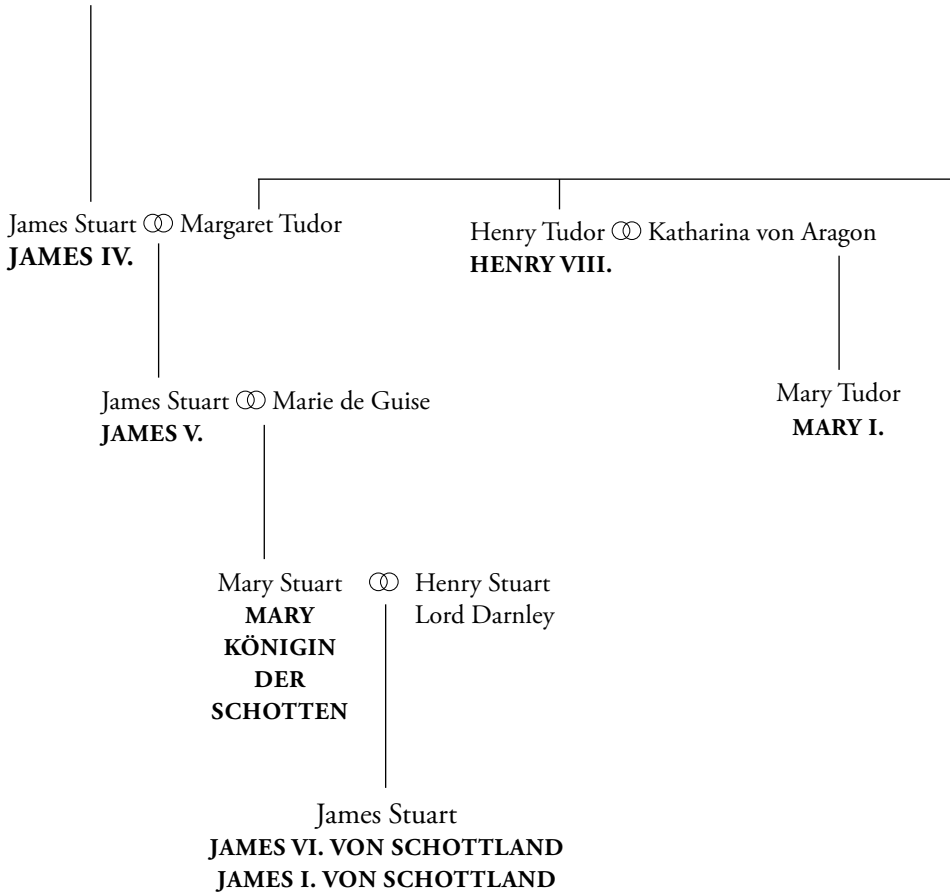 James Stuart ⚭ Margaret Tudor
JAMES IV.
Henry Tudor ⚭ Katharina von Aragon
HENRY VIII.
James Stuart ⚭ Marie de Guise
JAMES V.
Mary Tudor
MARY I.
Mary Stuart ⚭ Henry Stuart
Lord Darnley
MARY
KÖNIGIN
DER
SCHOTTEN
James Stuart
JAMES VI. VON SCHOTTLAND
JAMES I. VON SCHOTTLAND